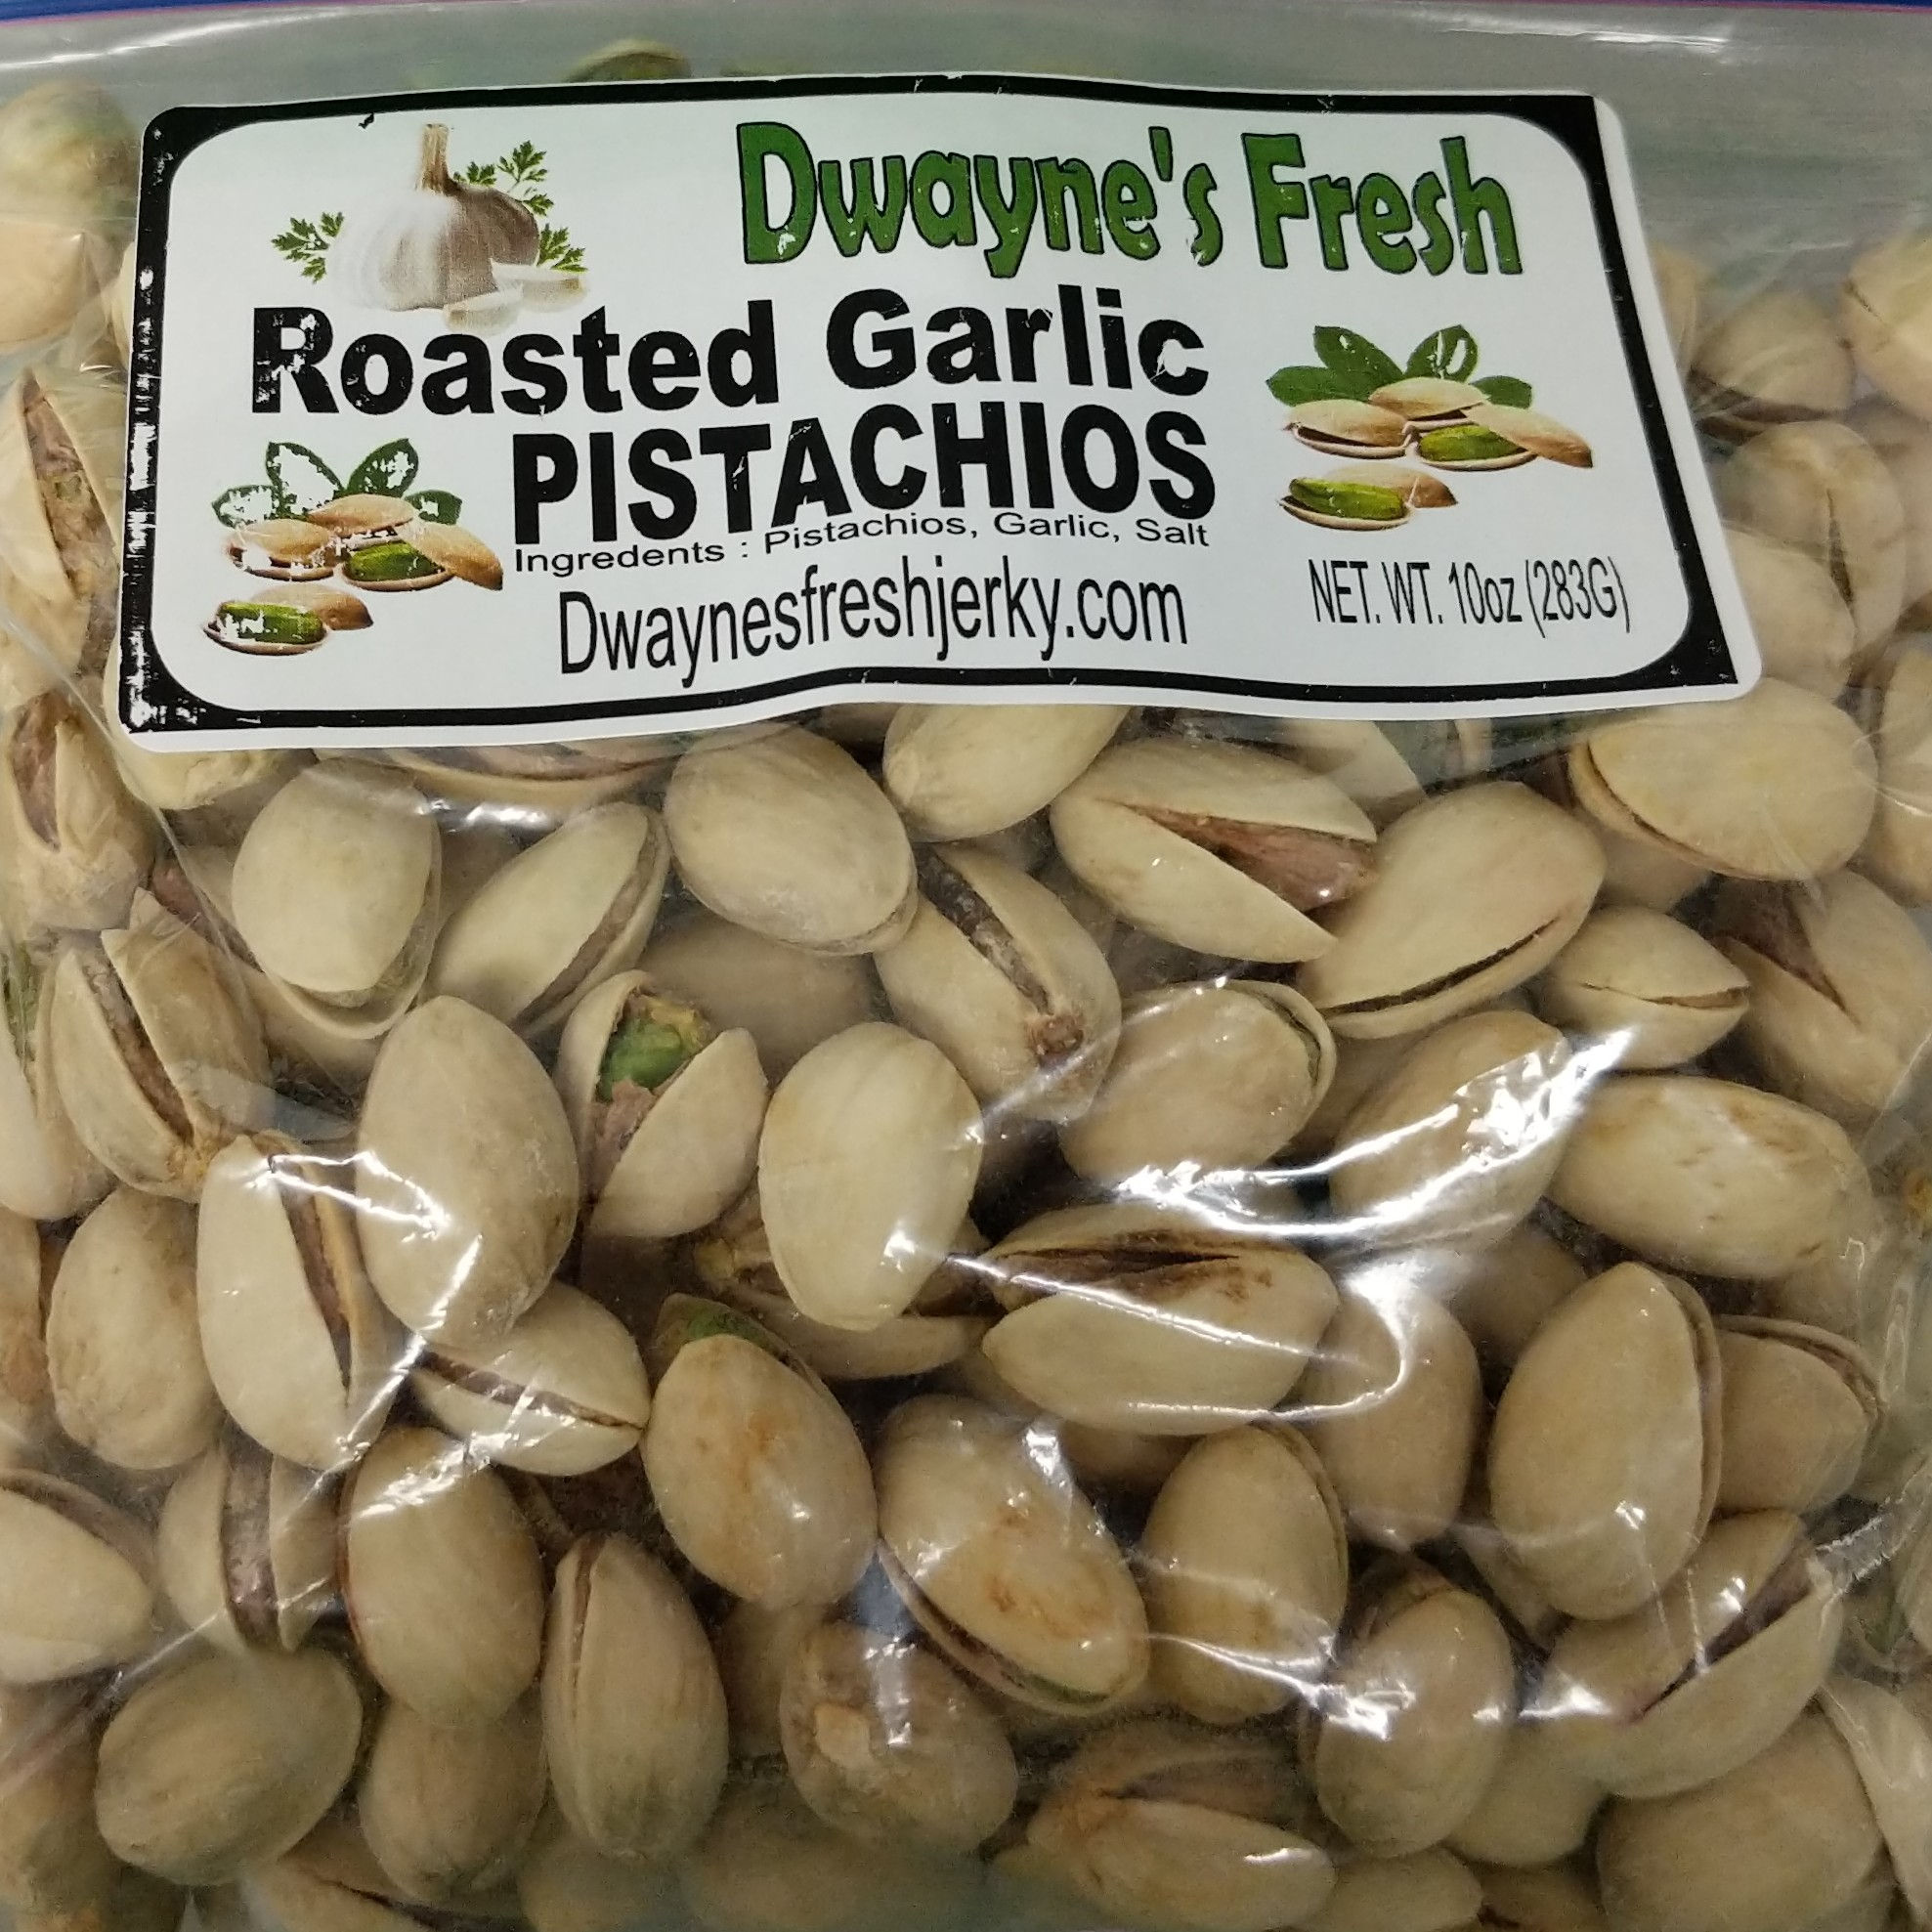 Dwayne's Fresh
Roasted Garlic
PISTACHIOS
Ingredents : Pistachios, Garlic, Salt
Dwaynesfreshjerky.com
NET. WT. 10oz (283G)